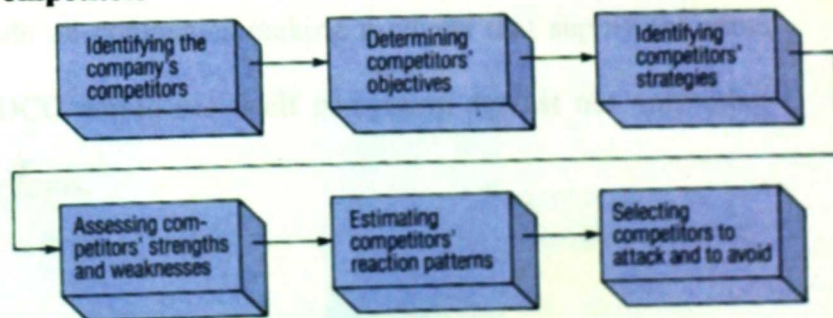 Identifying the
company's
competitors
Determining
competitors'
objectives
Identifying
competitors'
strategies
Assessing com-
petitors' strengths
and weaknesses
Estimating
competitors'
reaction patterns
Selecting
competitors to
attack and to avoid